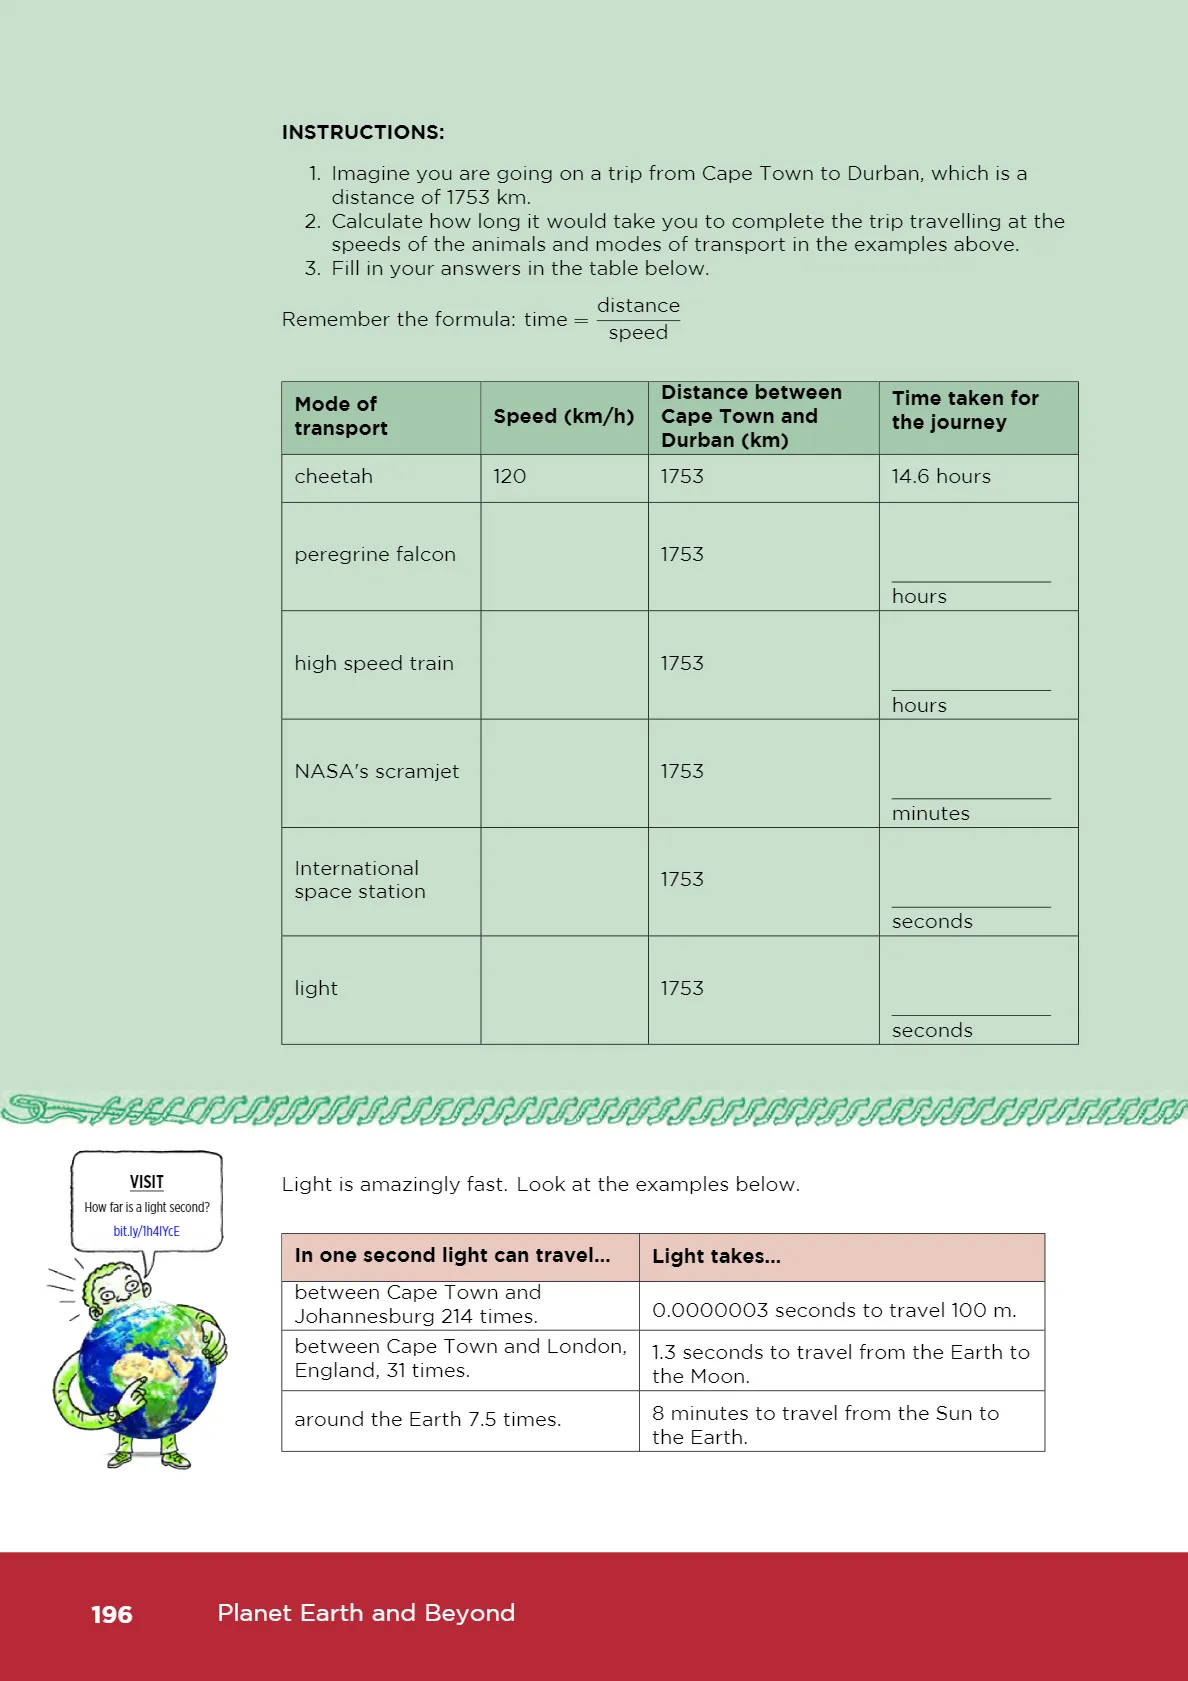 INSTRUCTIONS:
1. Imagine you are going on a trip from Cape Town to Durban, which is a
distance of 1753 km.
2. Calculate how long it would take you to complete the trip travelling at the
speeds of the animals and modes of transport in the examples above.
3. Fill in your answers in the table below.
Remember the formula: time = distance
speed
Mode of
transport
Speed (km/h)
Distance between
Cape Town and
Durban (km)
Time taken for
the journey
cheetah
120
1753
14.6 hours
peregrine falcon
1753
hours
high speed train
1753
hours
NASA's scramjet
1753
minutes
International
space station
1753
seconds
light
1753
seconds
VISIT
How far is a light second?
bit.ly/1h4IYcE
Light is amazingly fast. Look at the examples below.
In one second light can travel...
Light takes...
between Cape Town and
Johannesburg 214 times.
0.0000003 seconds to travel 100 m.
between Cape Town and London,
England, 31 times.
1.3 seconds to travel from the Earth to
the Moon.
around the Earth 7.5 times.
8 minutes to travel from the Sun to
the Earth.
196
Planet Earth and Beyond